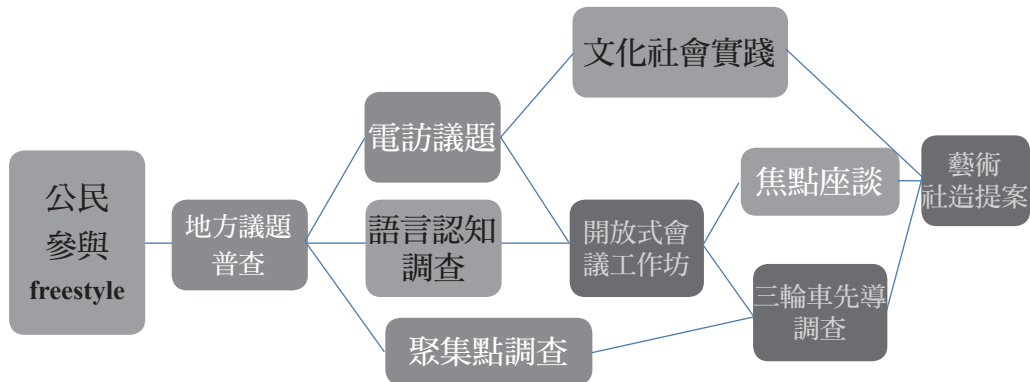 公民
參與
freestyle
地方議題
普查
電訪議題
語言認知
調查
聚集點調查
文化社會實踐
開放式會
議工作坊
焦點座談
三輪車先導
調查
藝術
社造提案